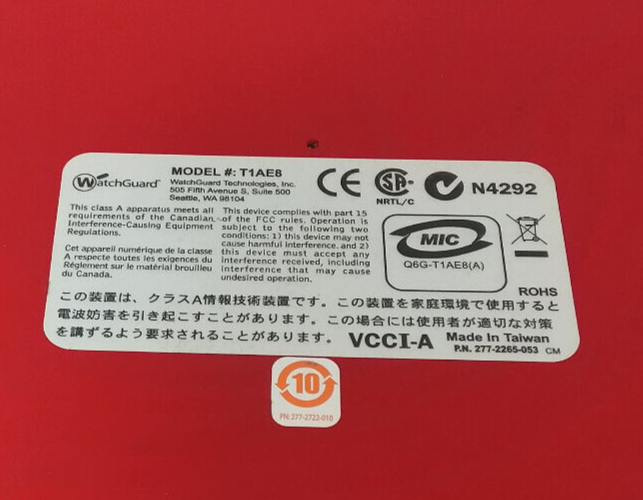 WatchGuard
MODEL #: T1AE8
WatchGuard Technologies, Inc.
505 Fifth Avenue S, Suite 500
Seattle, WA 98104
CE
SA
NRTL/C
N4292
This class A apparatus meets all
requirements of the Canadian
Interference-Causing Equipment
Regulations.
Cet appareil numérique de la classe
A respecte toutes les exigences du
Réglement sur le matérial brouilleu
du Canada.
This device complies with part 15
of the FCC rules. Operation is
subject to the following two
conditions: 1) this device may not
cause harmful interference. and 2)
this device must accept any
interference received, including
interference that may cause
undesired operation.
MIC
Q6G-T1AE8(A)
ROHS
この装置は、クラスA情報技術装置です。この装置を家庭環境で使用すると
電波妨害を引き起こすことがあります。この場合には使用者が適切な対策
を講ずるよう要求されることがあります。
VCCI-A
Made In Taiwan
P.N. 277-2265-053 CM
10
PN: 277-2722-010